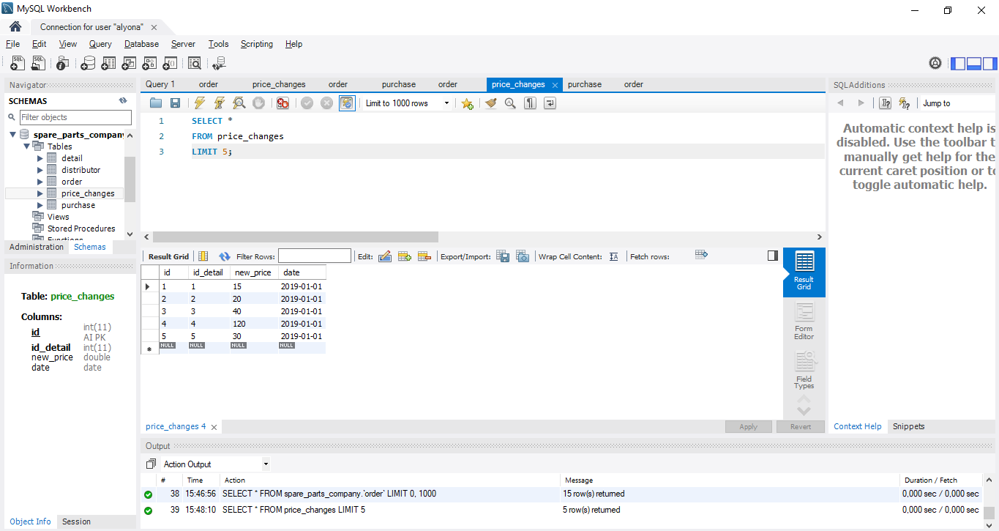 MySQL Workbench
Connection for user "alyona"
File Edit View Query Database Server Tools Scripting Help
Navigator
SCHEMAS
Filter objects
spare_parts_company
Tables
detail
distributor
order
price_changes
purchase
Views
Stored Procedures
Functions
Administration Schemas
Information
Table: price_changes
Columns:
id int(11) AI PK
id_detail int(11)
new_price double
date date
Object Info Session
Query 1 order price_changes order purchase order price_changes purchase order
Limit to 1000 rows
1 SELECT *
2 FROM price_changes
3 LIMIT 5;
Result Grid Filter Rows: Edit: Export/Import: Wrap Cell Content: Fetch rows:
id id_detail new_price date
1 1 15 2019-01-01
2 2 20 2019-01-01
3 3 40 2019-01-01
4 4 120 2019-01-01
5 5 30 2019-01-01
NULL NULL NULL NULL
Result Grid
Form Editor
Field Types
price_changes 4 Apply Revert
SQLAdditions
Jump to
Automatic context help is
disabled. Use the toolbar t
manually get help for the
current caret position or to
toggle automatic help.
Context Help Snippets
Output
Action Output
# Time Action Message Duration / Fetch
38 15:46:56 SELECT * FROM spare_parts_company.`order` LIMIT 0, 1000 15 row(s) returned 0,000 sec / 0,000 sec
39 15:48:10 SELECT * FROM price_changes LIMIT 5 5 row(s) returned 0,000 sec / 0,000 sec